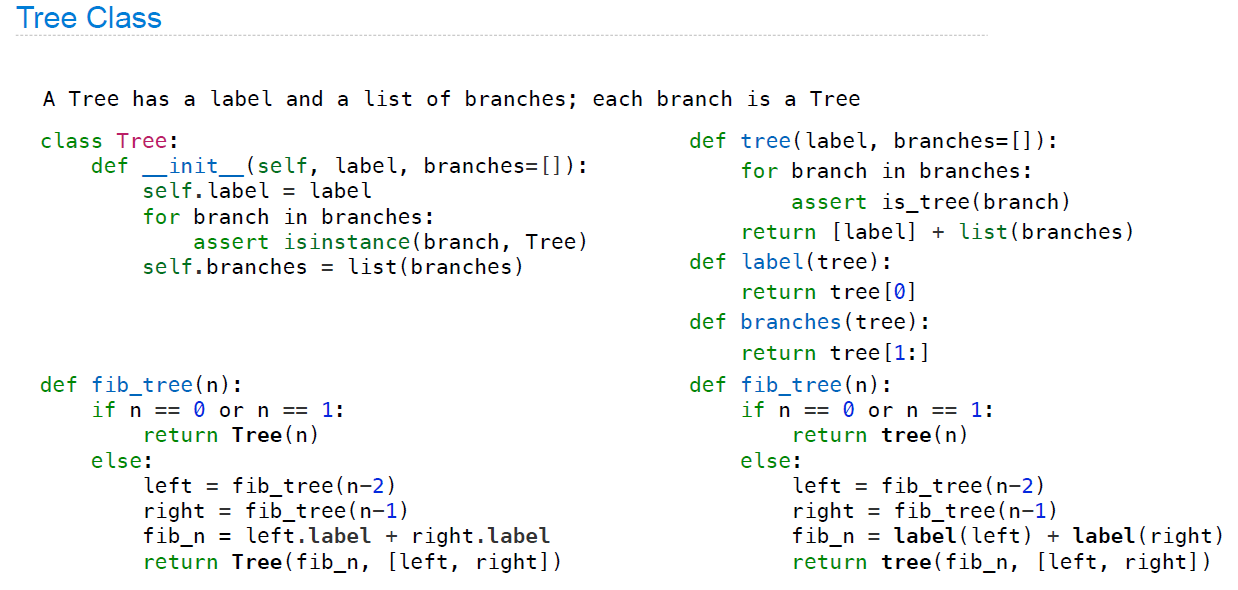 Tree Class
A Tree has a label and a list of branches; each branch is a Tree
class Tree:
    def __init__(self, label, branches=[]):
        self.label = label
        for branch in branches:
            assert isinstance(branch, Tree)
        self.branches = list(branches)
def fib_tree(n):
    if n == 0 or n == 1:
        return Tree(n)
    else:
        left = fib_tree(n-2)
        right = fib_tree(n-1)
        fib_n = left.label + right.label
        return Tree(fib_n, [left, right])
def tree(label, branches=[]):
    for branch in branches:
        assert is_tree(branch)
    return [label] + list(branches)
def label(tree):
    return tree[0]
def branches(tree):
    return tree[1:]
def fib_tree(n):
    if n == 0 or n == 1:
        return tree(n)
    else:
        left = fib_tree(n-2)
        right = fib_tree(n-1)
        fib_n = label(left) + label(right)
        return tree(fib_n, [left, right])